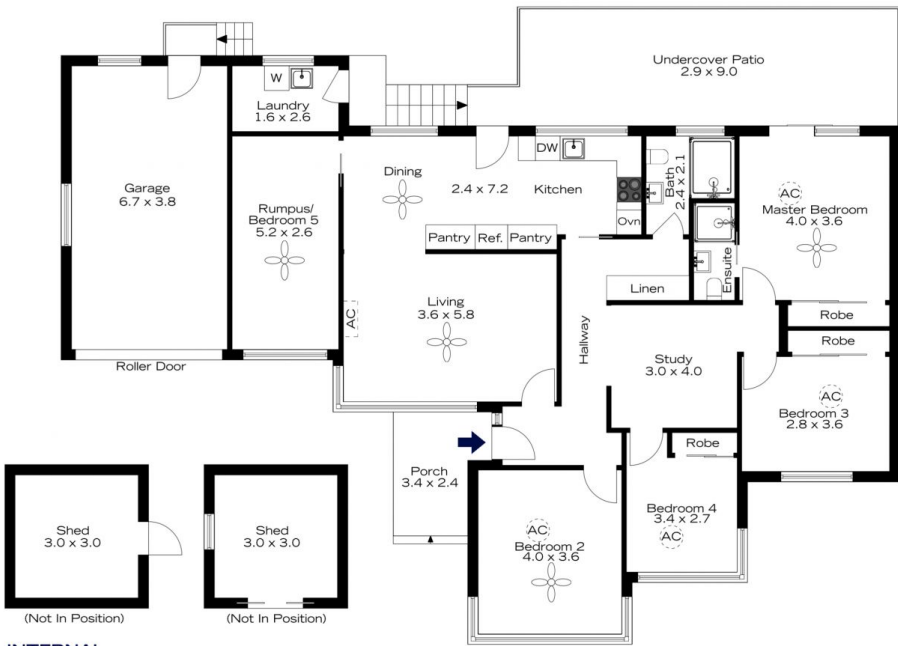 Undercover Patio
2.9 x 9.0
W
Laundry
1.6 x 2.6
Garage
6.7 x 3.8
Rumpus/
Bedroom 5
5.2 x 2.6
Dining
2.4 x 7.2
Kitchen
DW
Ovn
Pantry
Ref.
Pantry
Bath
2.4 x 2.1
AC
Master Bedroom
4.0 x 3.6
Ensuite
Linen
Robe
Living
3.6 x 5.8
AC
Hallway
Study
3.0 x 4.0
Robe
AC
Bedroom 3
2.8 x 3.6
Roller Door
Porch
3.4 x 2.4
Robe
Bedroom 4
3.4 x 2.7
AC
AC
Bedroom 2
4.0 x 3.6
Shed
3.0 x 3.0
(Not In Position)
Shed
3.0 x 3.0
(Not In Position)
INTERNAL